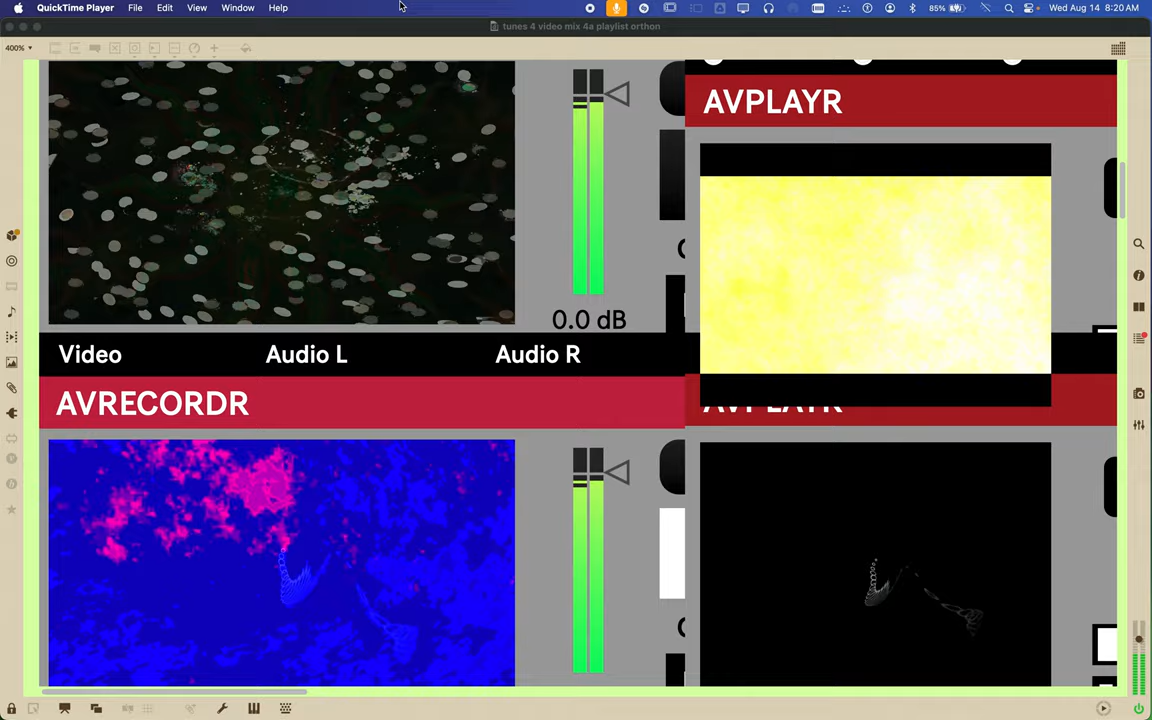 QuickTime Player File Edit View Window Help 85% Wed Aug 14 8:20 AM
tunes 4 video mix 4a playlist orthon
400%
AVPLAYR
0.0 dB
Video Audio L Audio R
AVRECORDR